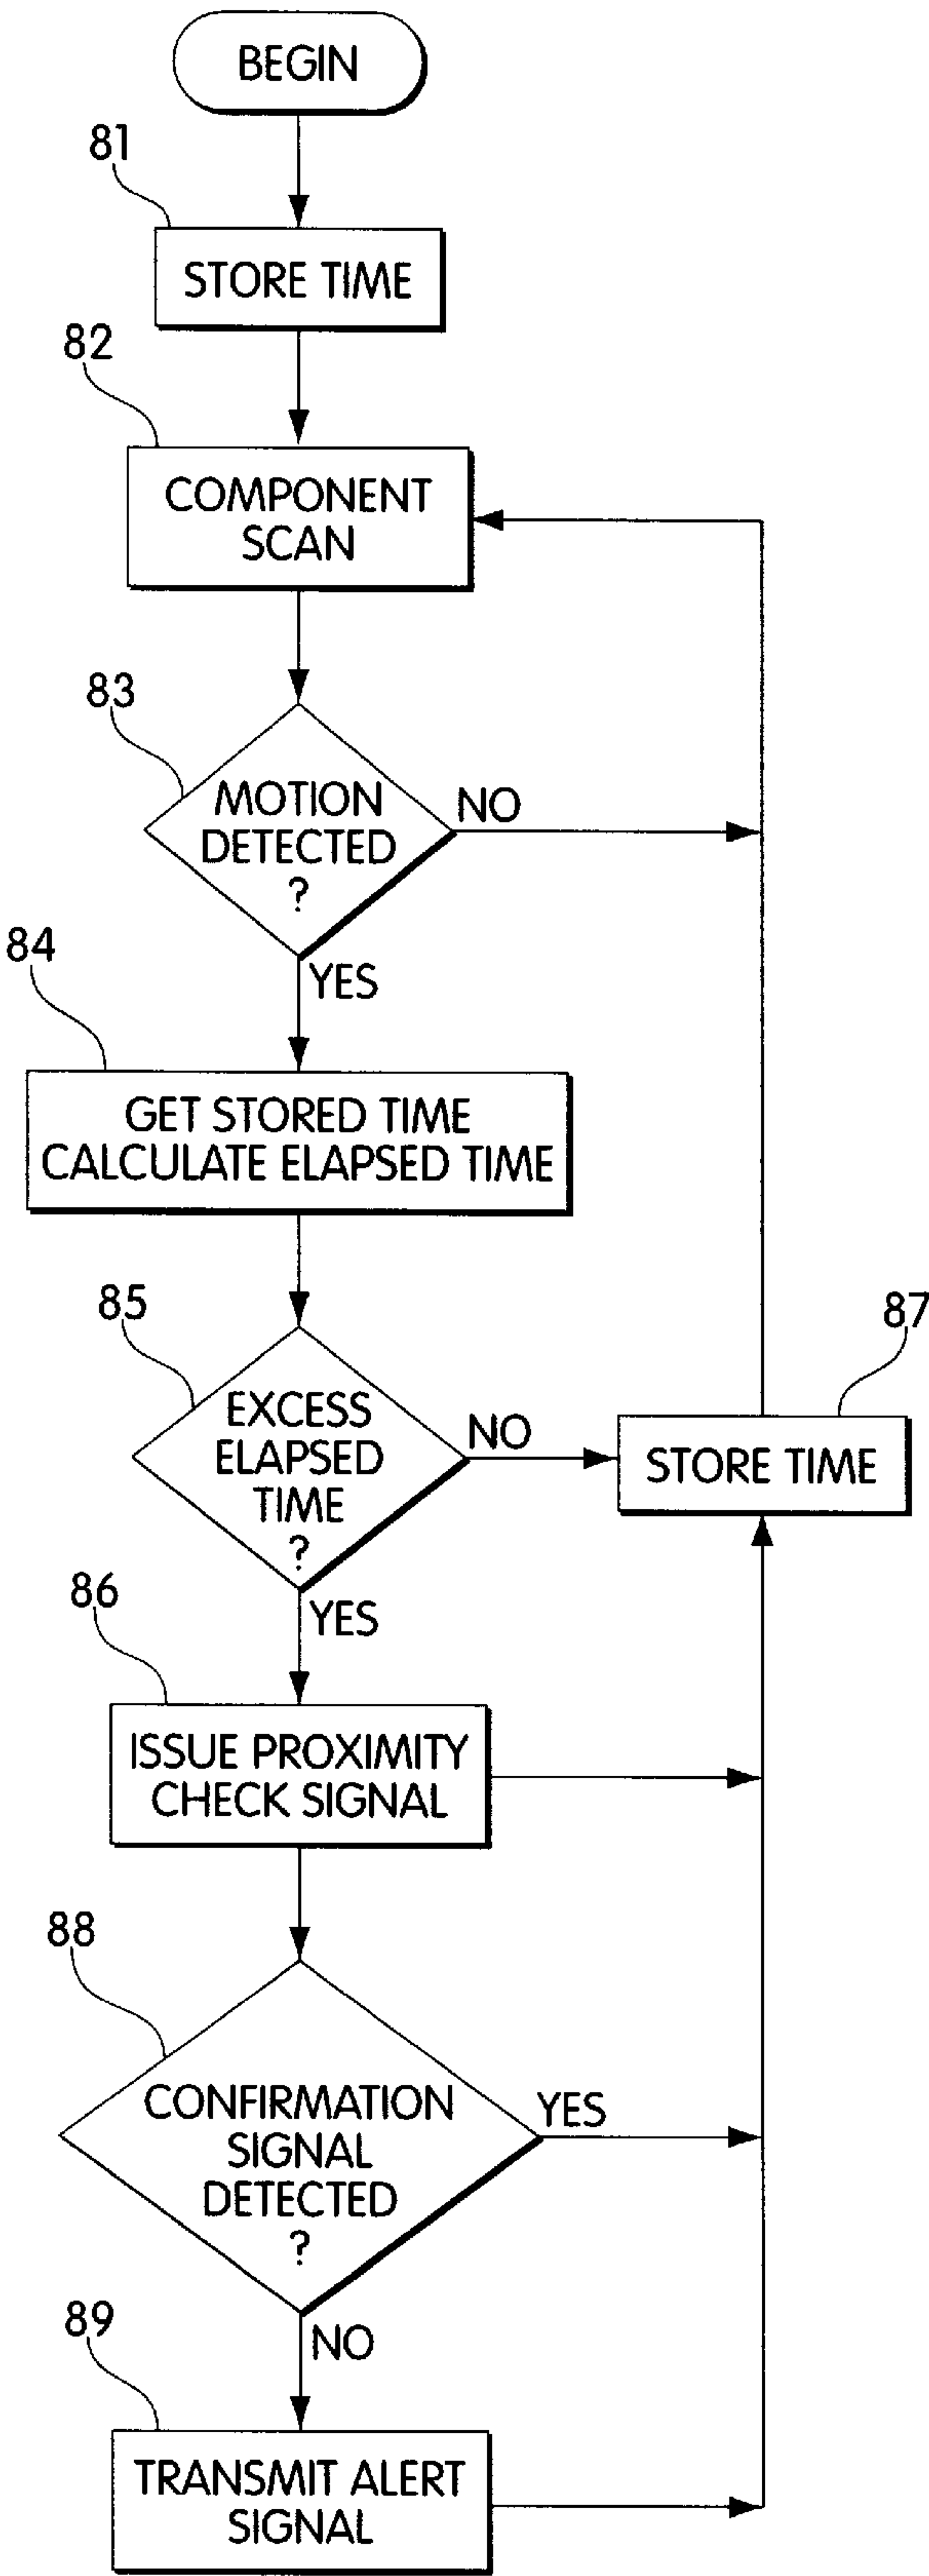 BEGIN
81
STORE TIME
82
COMPONENT
SCAN
83
MOTION
DETECTED
?
NO
YES
84
GET STORED TIME
CALCULATE ELAPSED TIME
85
EXCESS
ELAPSED
TIME
?
NO
87
STORE TIME
YES
86
ISSUE PROXIMITY
CHECK SIGNAL
88
CONFIRMATION
SIGNAL
DETECTED
?
YES
NO
89
TRANSMIT ALERT
SIGNAL